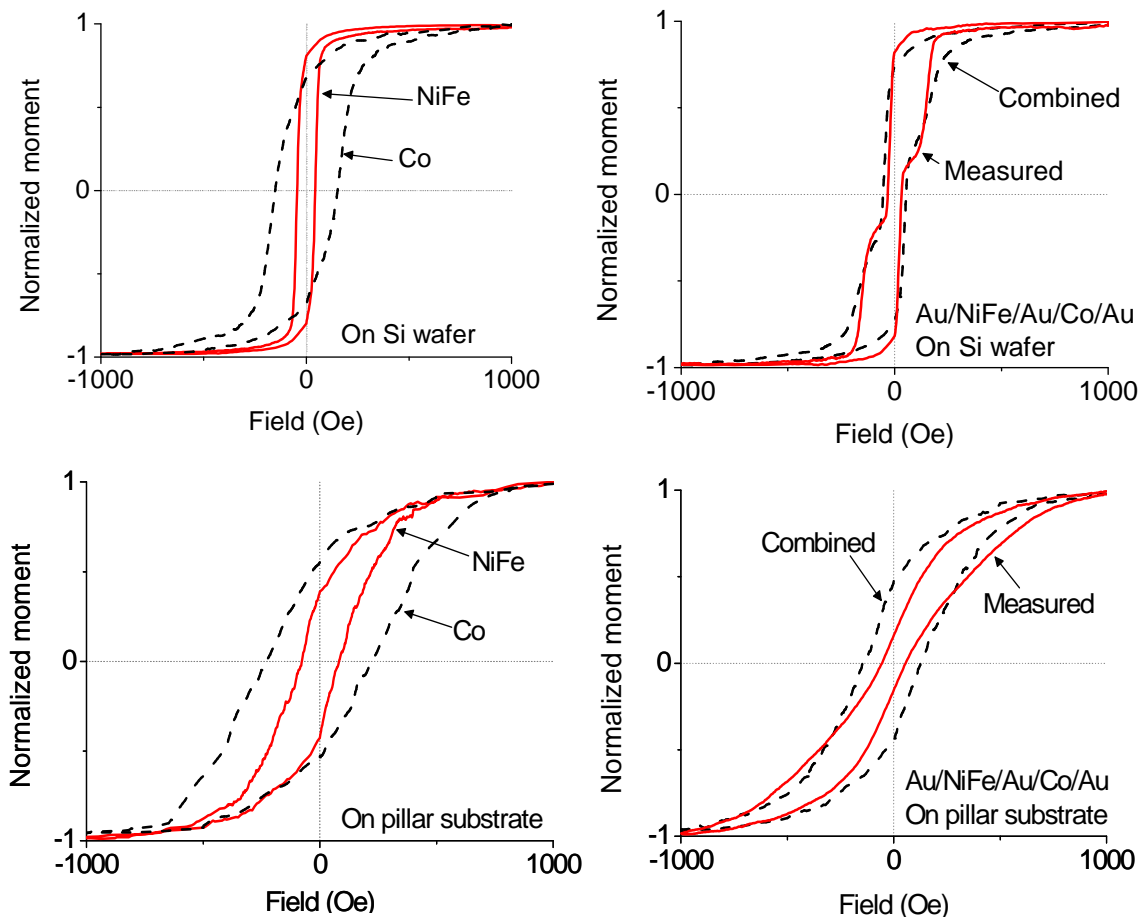 1
NiFe
Co
0
Normalized moment
On Si wafer
-1
-1000
0
1000
Field (Oe)
1
Combined
Measured
0
Normalized moment
Au/NiFe/Au/Co/Au
On Si wafer
-1
-1000
0
1000
Field (Oe)
1
NiFe
Co
0
Normalized moment
On pillar substrate
-1
-1000
0
1000
Field (Oe)
1
Combined
Measured
0
Normalized moment
Au/NiFe/Au/Co/Au
On pillar substrate
-1
-1000
0
1000
Field (Oe)